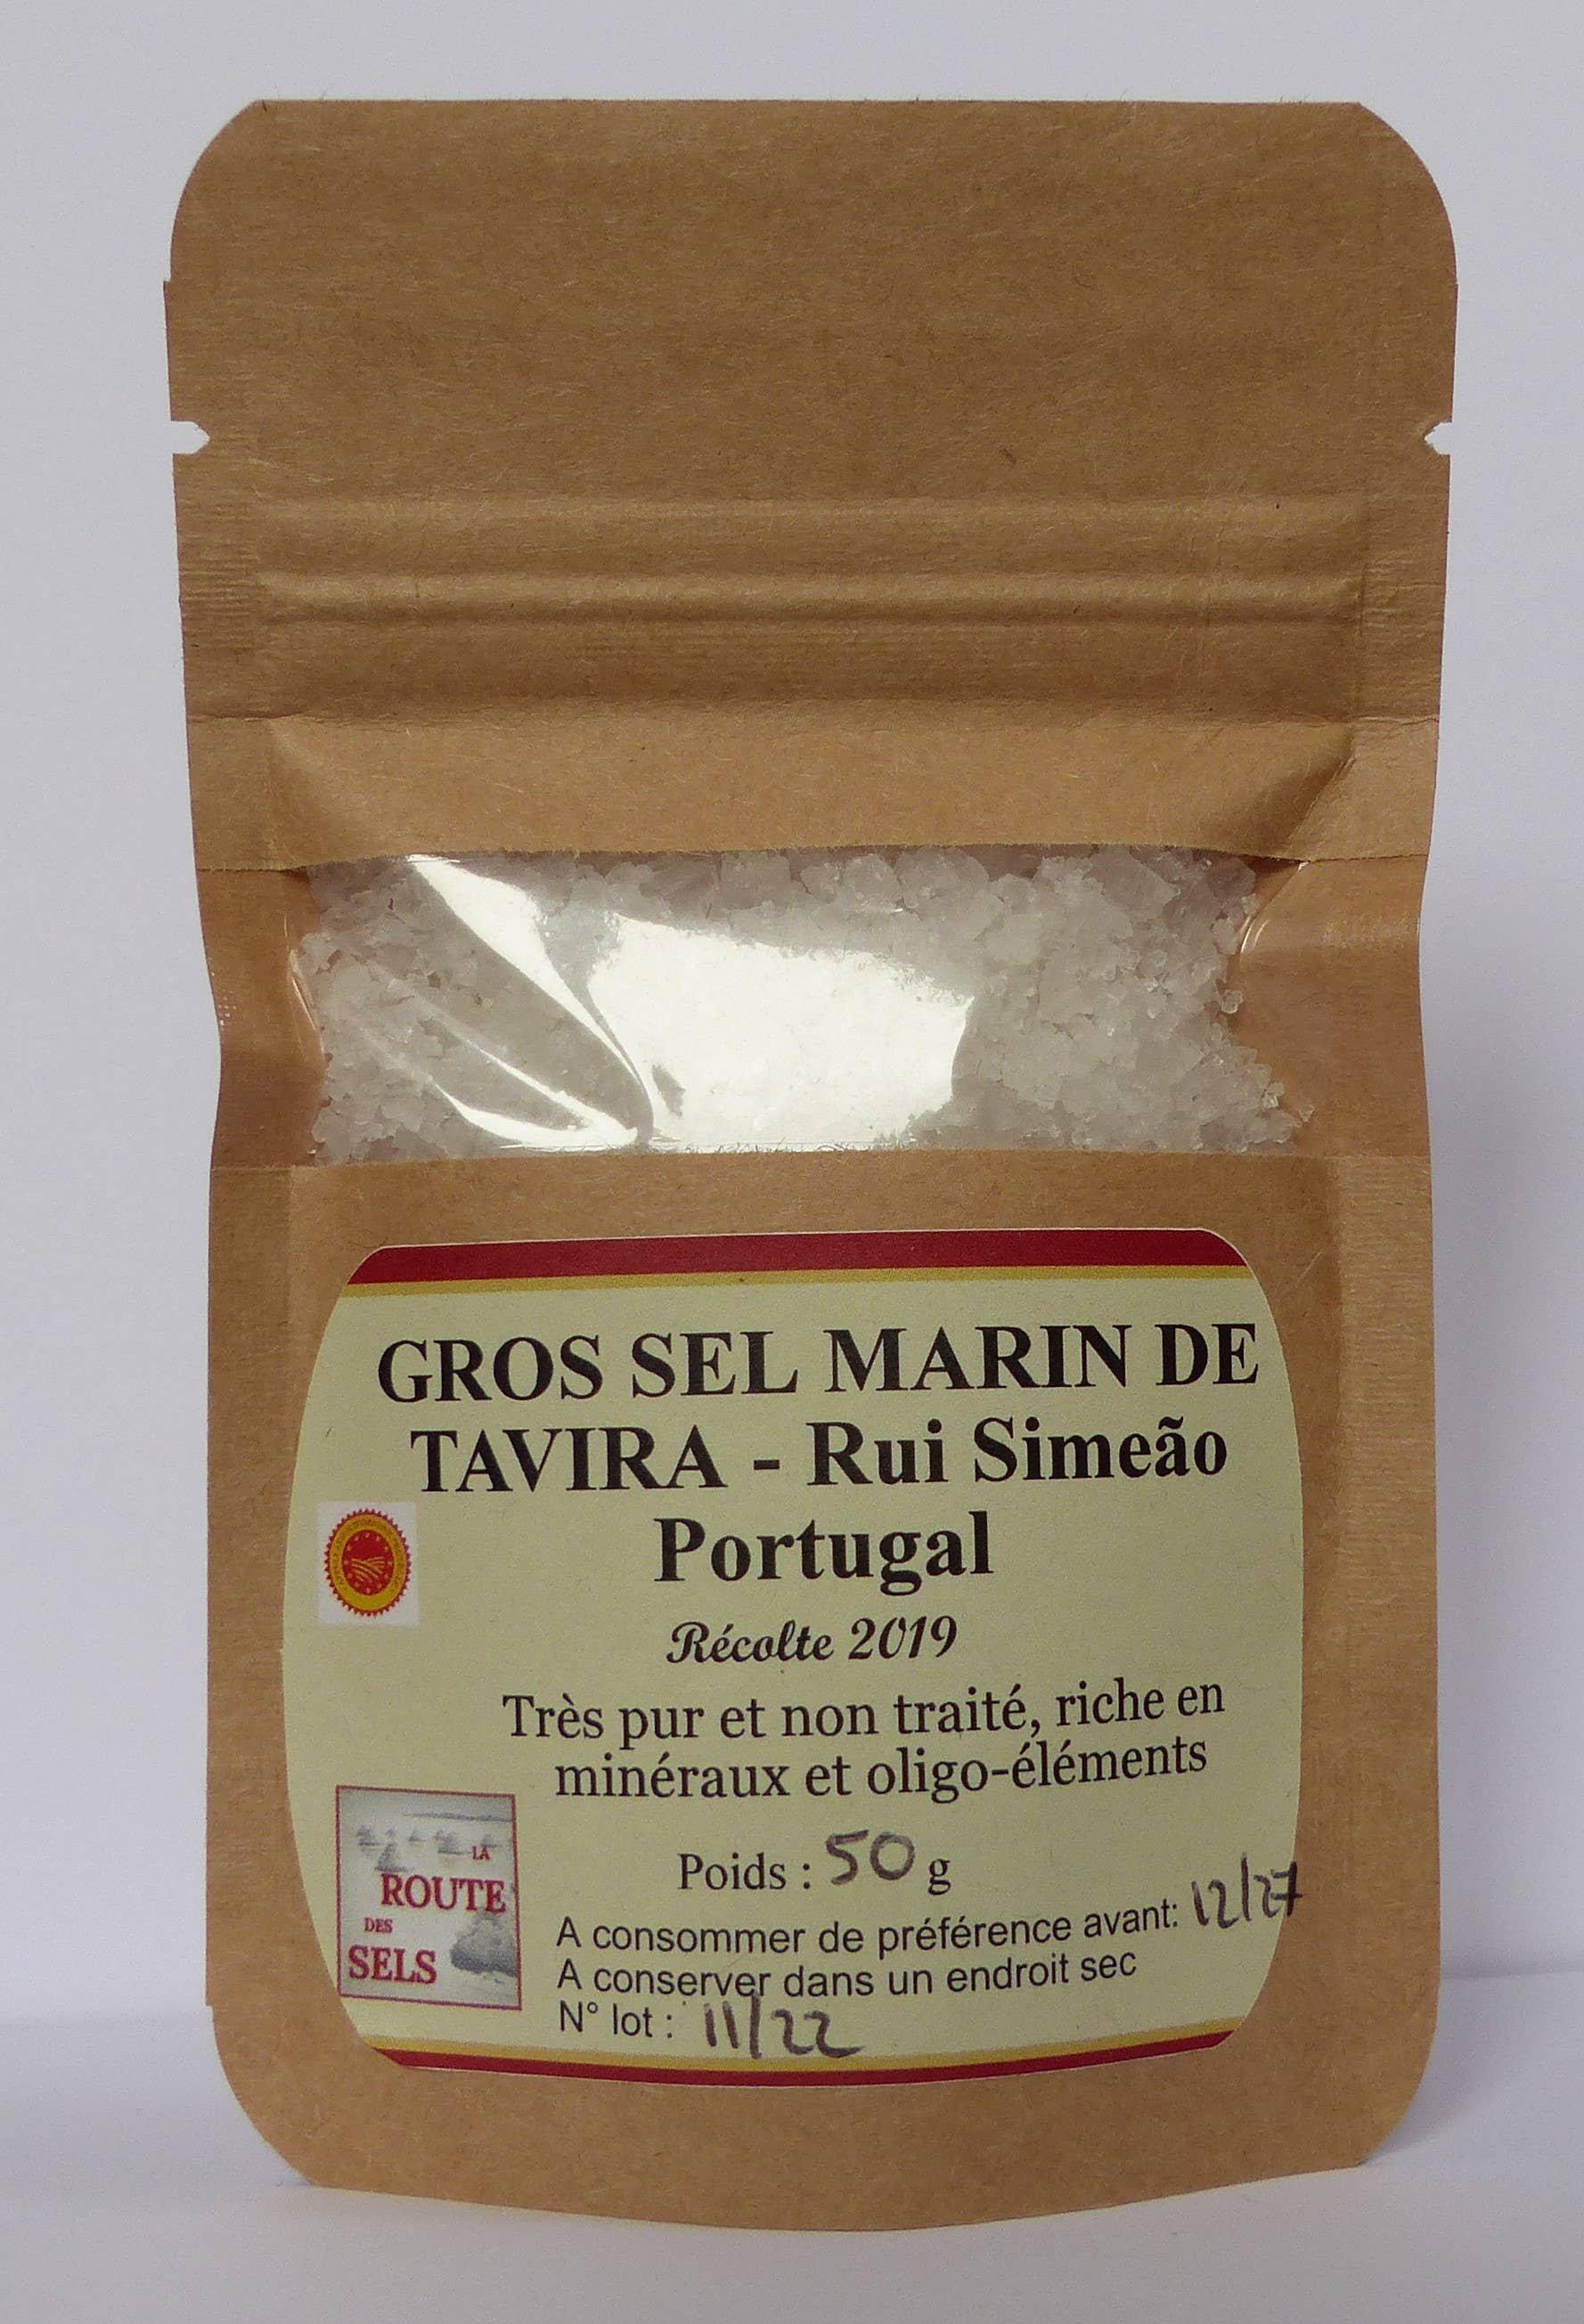 GROS SEL MARIN DE
TAVIRA - Rui Simeão
Portugal
Récolte 2019
Très pur et non traité, riche en
minéraux et oligo-éléments
Poids : 50 g
A consommer de préférence avant: 12/27
A conserver dans un endroit sec
N° lot : 11/22
LA
ROUTE
DES
SELS